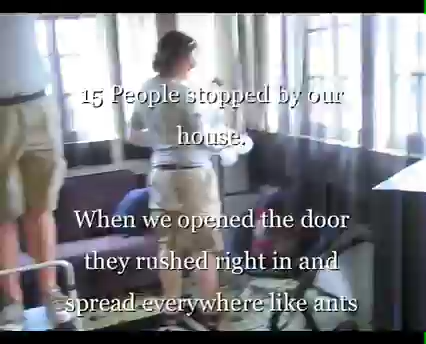 15 People stopped by our
house.
When we opened the door
they rushed right in and
spread everywhere like ants